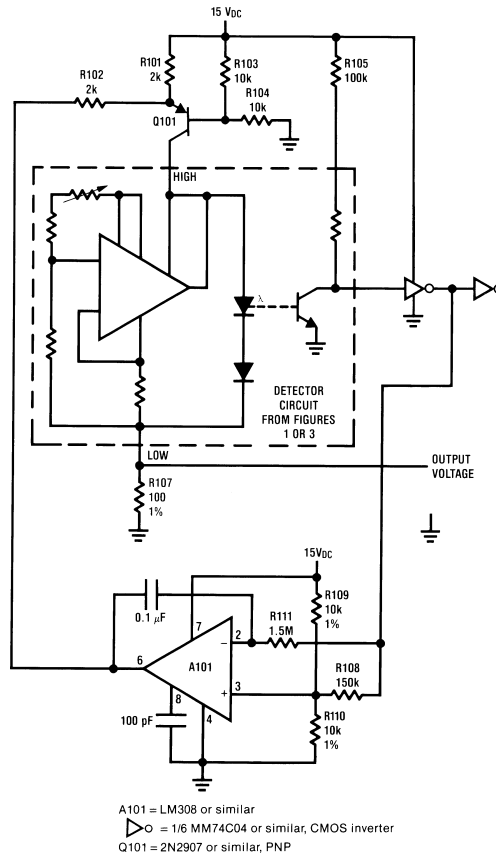 15 VDC
R101
2k
R103
10k
R105
100k
R102
2k
R104
10k
Q101
HIGH
λ
DETECTOR
CIRCUIT
FROM FIGURES
1 OR 3
LOW
OUTPUT
VOLTAGE
R107
100
1%
15VDC
R109
10k
1%
0.1 μF
7
R111
1.5M
2
−
6
A101
R108
150k
3
+
8
4
100 pF
R110
10k
1%
A101 = LM308 or similar
= 1/6 MM74C04 or similar, CMOS inverter
Q101 = 2N2907 or similar, PNP